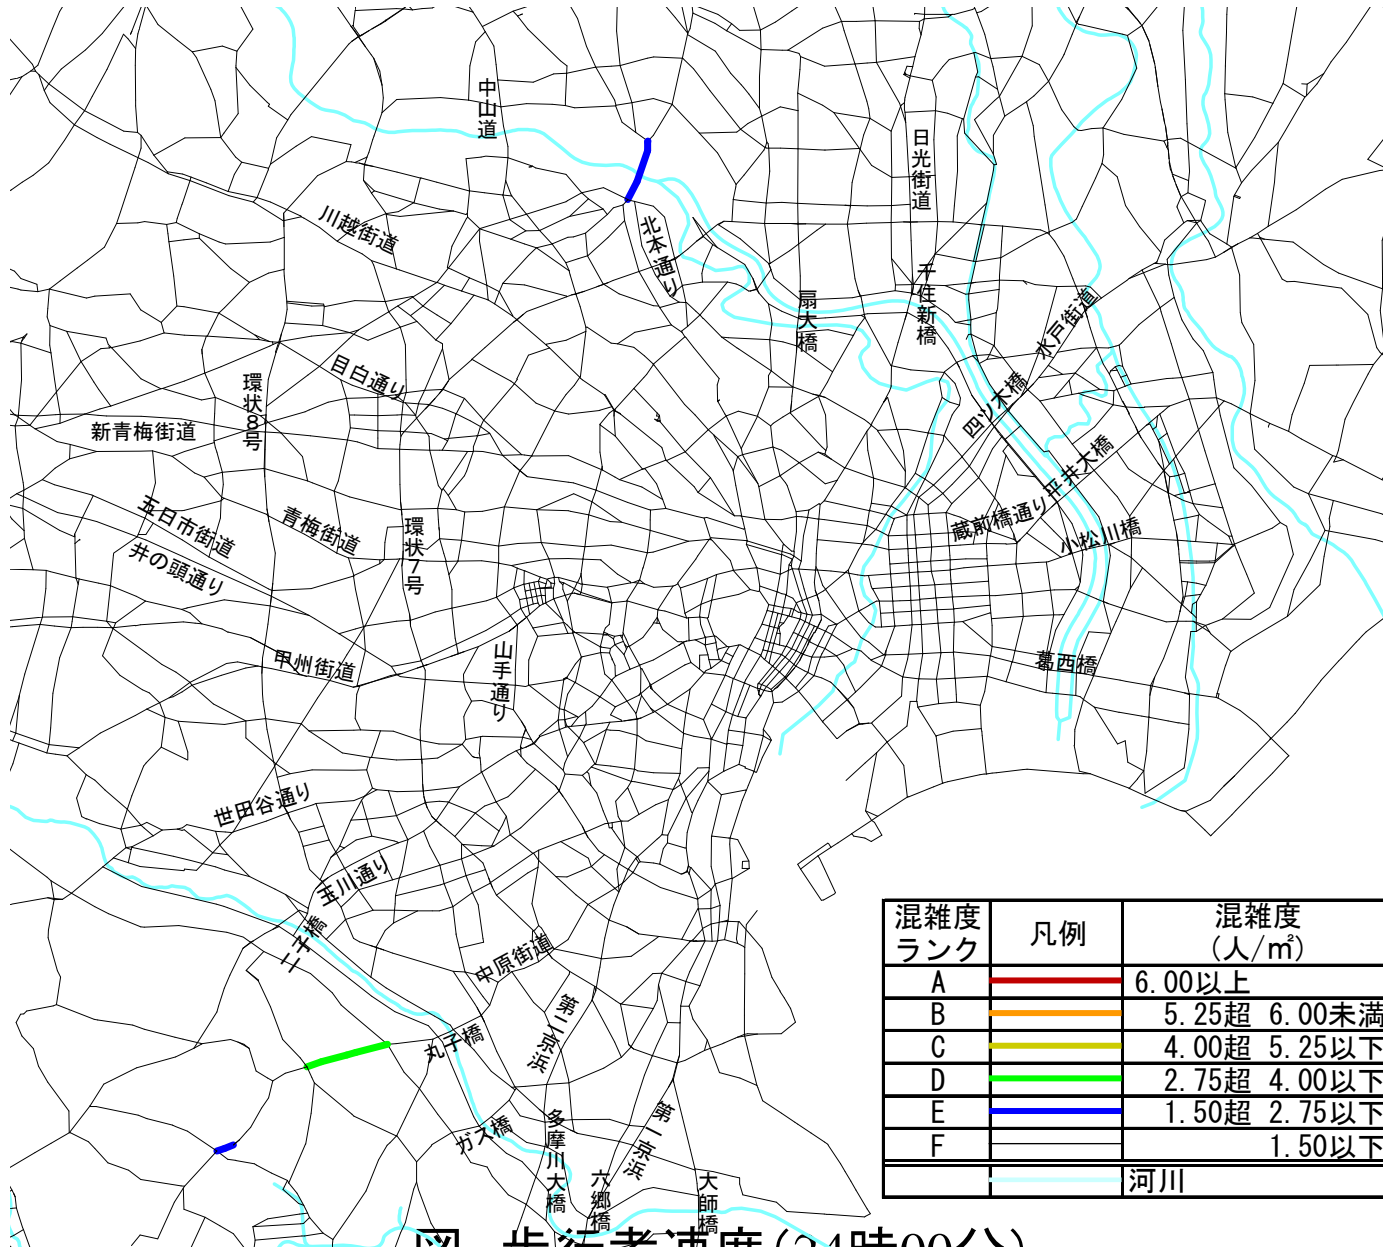 中山道
日光街道
川越街道
北本通り
千住新橋
扇大橋
水戸街道
目白通り
環状8号
四ツ木橋
新青梅街道
平井大橋
五日市街道
青梅街道
環状7号
蔵前橋通り
小松川橋
井の頭通り
甲州街道
山手通り
葛西橋
世田谷通り
玉川通り
二子橋
中原街道
第二京浜
丸子橋
ガス橋
多摩川大橋
第一京浜
六郷橋
大師橋
混雑度ランク 凡例 混雑度(人/㎡)
A 6.00以上
B 5.25超 6.00未満
C 4.00超 5.25以下
D 2.75超 4.00以下
E 1.50超 2.75以下
F 1.50以下
河川